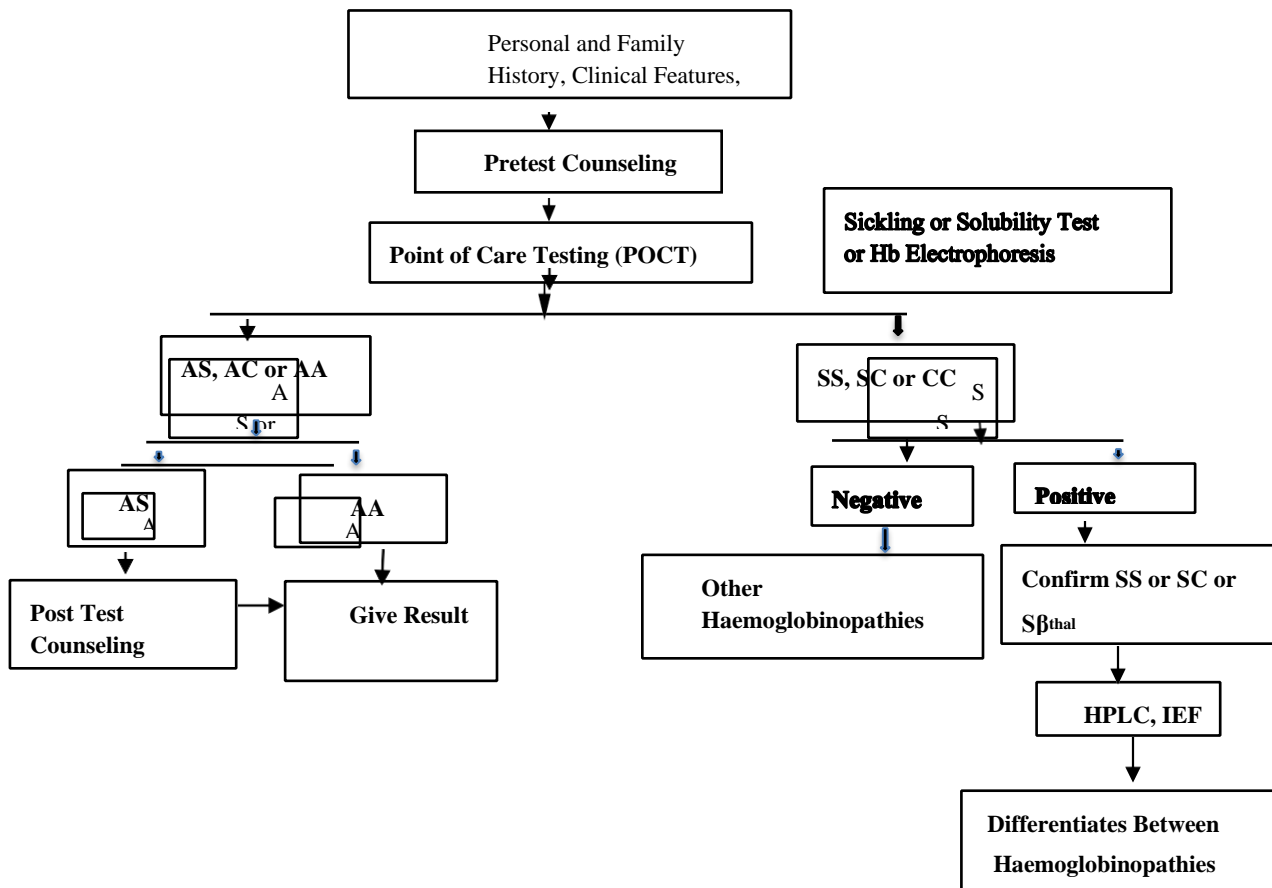 Personal and Family
History, Clinical Features,
Pretest Counseling
Point of Care Testing (POCT)
Sickling or Solubility Test
or Hb Electrophoresis
AS, AC or AA
A
S or
SS, SC or CC
S
S
AS
A
AA
A
Negative
Positive
Post Test
Counseling
Give Result
Other
Haemoglobinopathies
Confirm SS or SC or
Sβthal
HPLC, IEF
Differentiates Between
Haemoglobinopathies